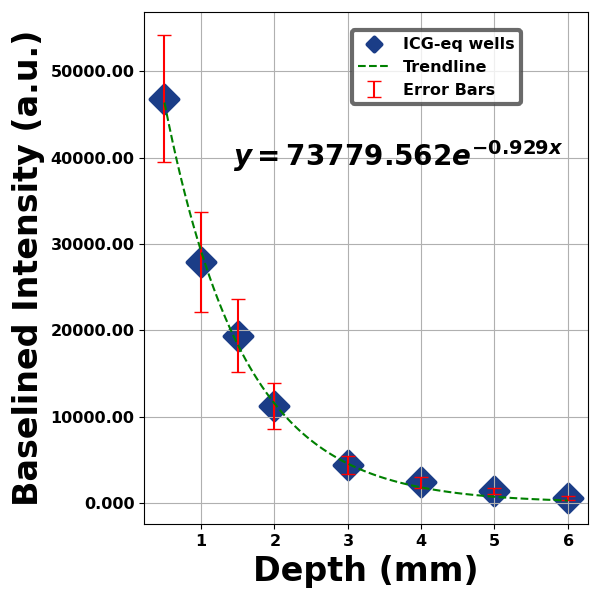 ICG-eq wells
Trendline
Error Bars
y = 73779.562e^{-0.929x}
Baselined Intensity (a.u.)
50000.00
40000.00
30000.00
20000.00
10000.00
0.000
1 2 3 4 5 6
Depth (mm)